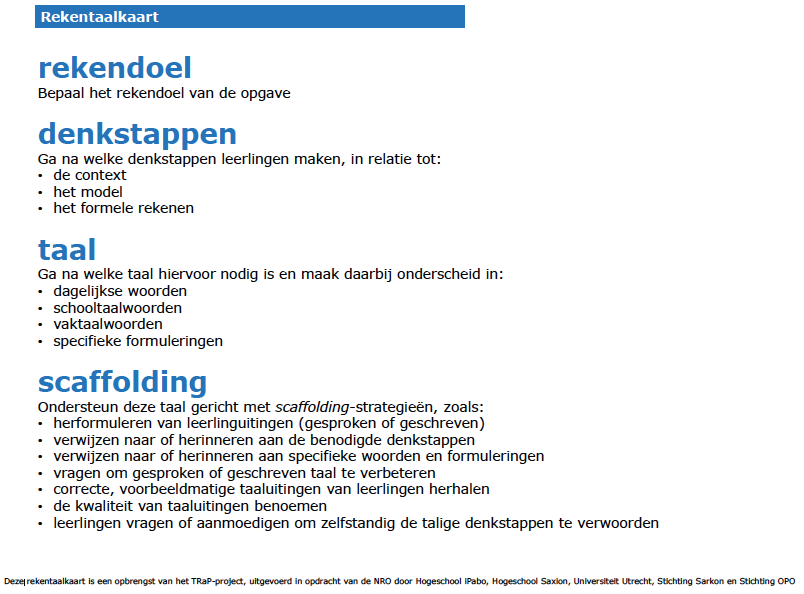 Rekentaalkaart
rekendoel
Bepaal het rekendoel van de opgave
denkstappen
Ga na welke denkstappen leerlingen maken, in relatie tot:
• de context
• het model
• het formele rekenen
taal
Ga na welke taal hiervoor nodig is en maak daarbij onderscheid in:
• dagelijkse woorden
• schooltaalwoorden
• vaktaalwoorden
• specifieke formuleringen
scaffolding
Ondersteun deze taal gericht met scaffolding-strategieën, zoals:
• herformuleren van leerlinguitingen (gesproken of geschreven)
• verwijzen naar of herinneren aan de benodigde denkstappen
• verwijzen naar of herinneren aan specifieke woorden en formuleringen
• vragen om gesproken of geschreven taal te verbeteren
• correcte, voorbeeldmatige taaluitingen van leerlingen herhalen
• de kwaliteit van taaluitingen benoemen
• leerlingen vragen of aanmoedigen om zelfstandig de talige denkstappen te verwoorden
Deze rekentaalkaart is een opbrengst van het TRaP-project, uitgevoerd in opdracht van de NRO door Hogeschool iPabo, Hogeschool Saxion, Universiteit Utrecht, Stichting Sarkon en Stichting OPO